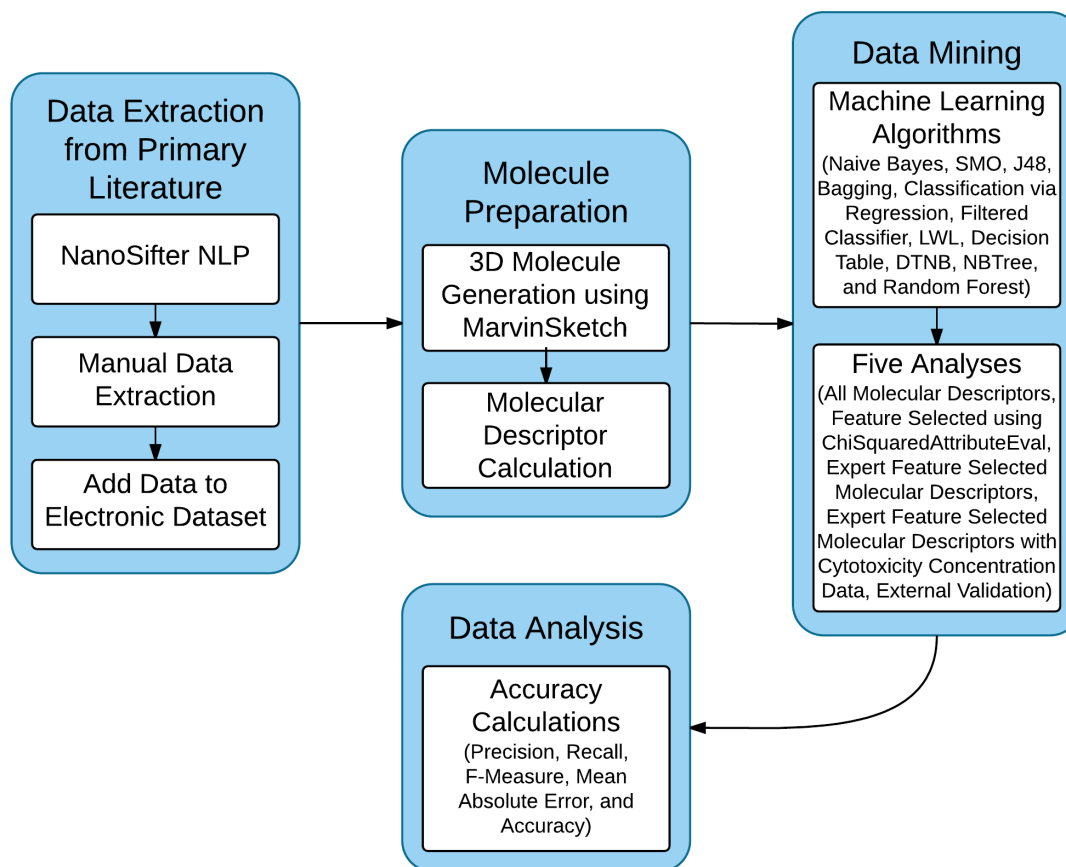 Data Extraction
from Primary
Literature
NanoSifter NLP
Manual Data
Extraction
Add Data to
Electronic Dataset
Molecule
Preparation
3D Molecule
Generation using
MarvinSketch
Molecular
Descriptor
Calculation
Data Mining
Machine Learning
Algorithms
(Naive Bayes, SMO, J48,
Bagging, Classification via
Regression, Filtered
Classifier, LWL, Decision
Table, DTNB, NBTree,
and Random Forest)
Five Analyses
(All Molecular Descriptors,
Feature Selected using
ChiSquaredAttributeEval,
Expert Feature Selected
Molecular Descriptors,
Expert Feature Selected
Molecular Descriptors with
Cytotoxicity Concentration
Data, External Validation)
Data Analysis
Accuracy
Calculations
(Precision, Recall,
F-Measure, Mean
Absolute Error, and
Accuracy)